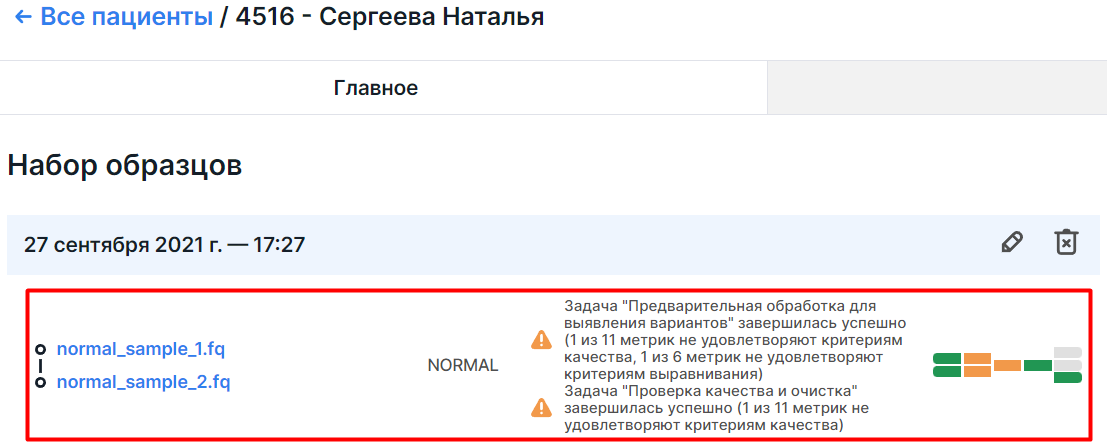 ← Все пациенты / 4516 - Сергеева Наталья
Главное
Набор образцов
27 сентября 2021 г. — 17:27
normal_sample_1.fq
normal_sample_2.fq
NORMAL
Задача "Предварительная обработка для
выявления вариантов" завершилась успешно
(1 из 11 метрик не удовлетворяют критериям
качества, 1 из 6 метрик не удовлетворяют
критериям выравнивания)
Задача "Проверка качества и очистка"
завершилась успешно (1 из 11 метрик не
удовлетворяют критериям качества)